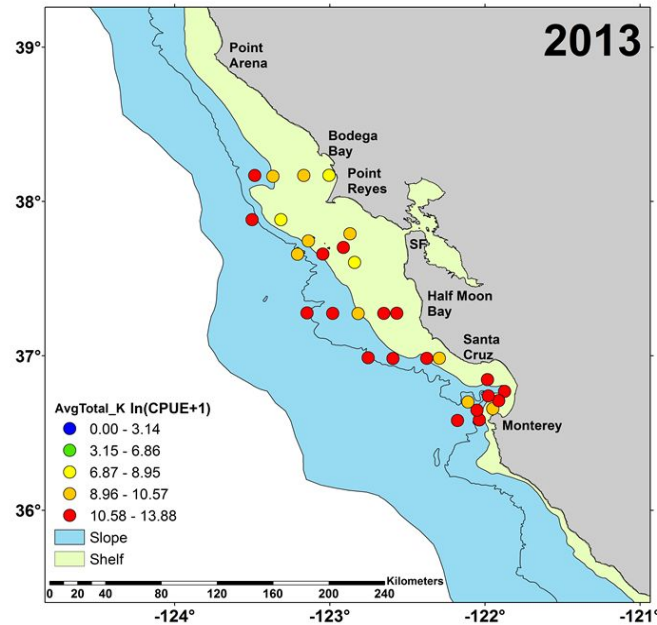 2013
39°
Point
Arena
Bodega
Bay
38°
Point
Reyes
SF
Half Moon
Bay
37°
Santa
Cruz
AvgTotal_K ln(CPUE+1)
0.00 - 3.14
3.15 - 6.86
6.87 - 8.95
8.96 - 10.57
10.58 - 13.88
Slope
Shelf
Monterey
36°
Kilometers
0 20 40 80 120 160 200 240
-124° -123° -122° -121°